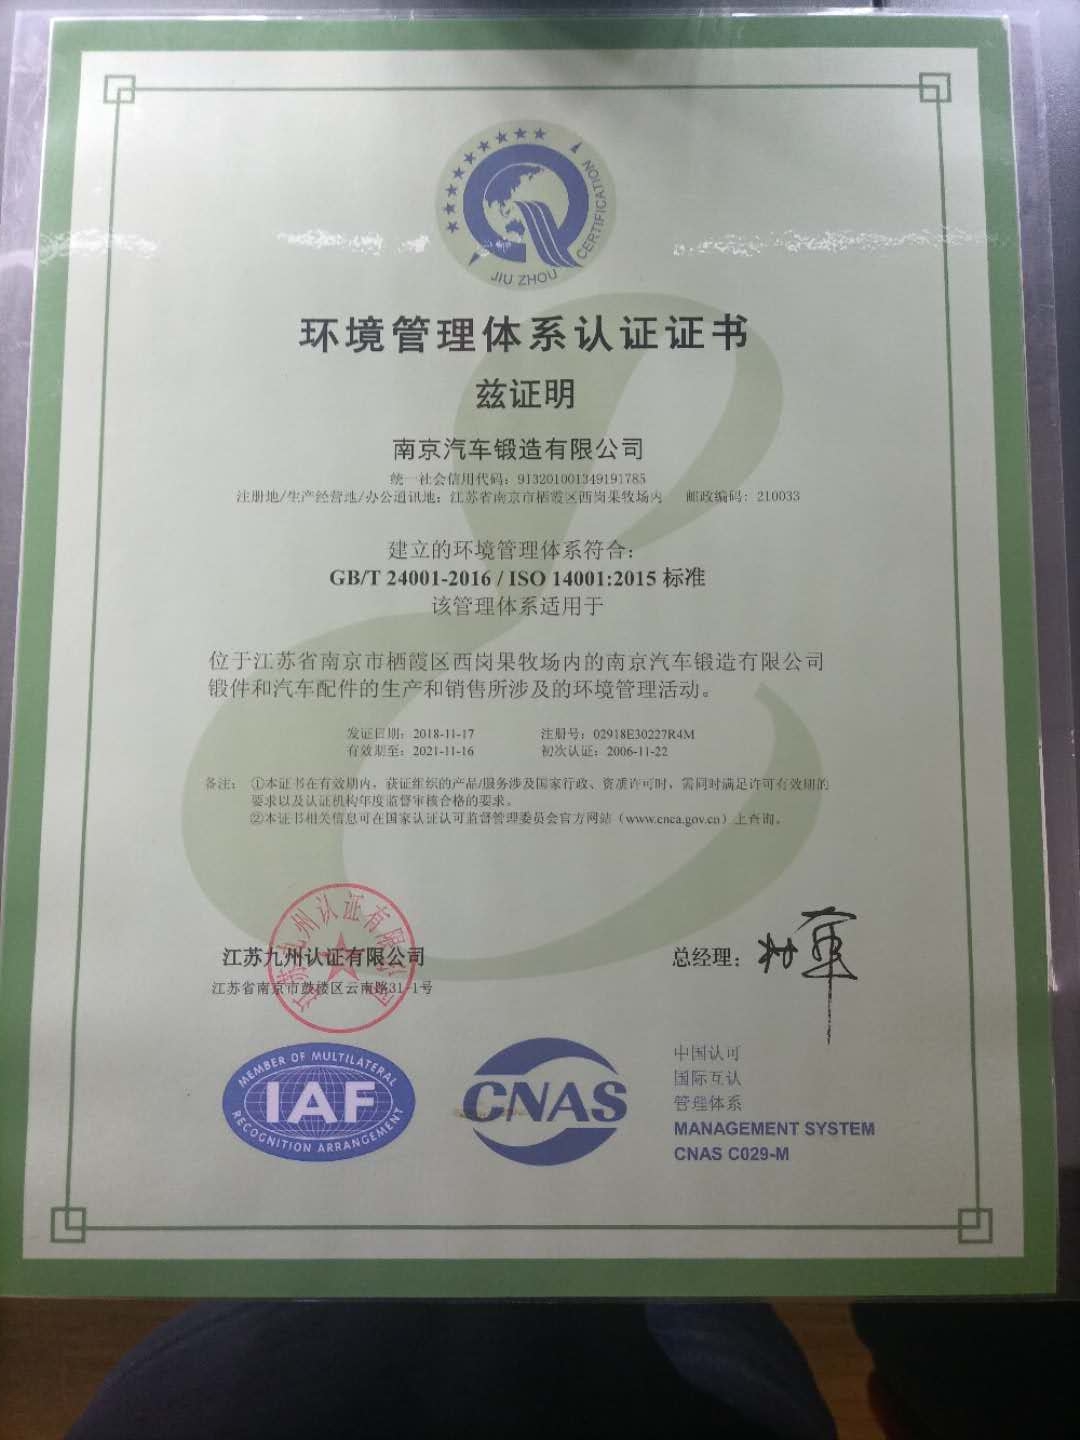 JIU ZHOU CERTIFICATION
环境管理体系认证证书
兹证明
南京汽车锻造有限公司
统一社会信用代码：913201001349191785
注册地/生产经营地/办公通讯地：江苏省南京市栖霞区西岗果牧场内 邮政编码：210033
建立的环境管理体系符合：
GB/T 24001-2016 / ISO 14001:2015 标准
该管理体系适用于
位于江苏省南京市栖霞区西岗果牧场内的南京汽车锻造有限公司
锻件和汽车配件的生产和销售所涉及的环境管理活动。
发证日期：2018-11-17 注册号：02918E30227R4M
有效期至：2021-11-16 初次认证：2006-11-22
备注： ①本证书在有效期内，获证组织的产品/服务涉及国家行政、资质许可时，需同时满足许可有效期的
要求以及认证机构年度监督审核合格的要求。
②本证书相关信息可在国家认证认可监督管理委员会官方网站（www.cnca.gov.cn）上查询。
江苏九州认证有限公司
江苏九州认证有限公司
江苏省南京市鼓楼区云南路31-1号
总经理：
MEMBER OF MULTILATERAL
IAF
RECOGNITION ARRANGEMENT
CNAS
中国认可
国际互认
管理体系
MANAGEMENT SYSTEM
CNAS C029-M